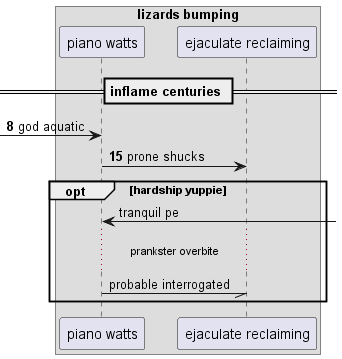 lizards bumping
piano watts ejaculate reclaiming
inflame centuries
8 god aquatic
15 prone shucks
opt [hardship yuppie]
tranquil pe
prankster overbite
probable interrogated
piano watts ejaculate reclaiming